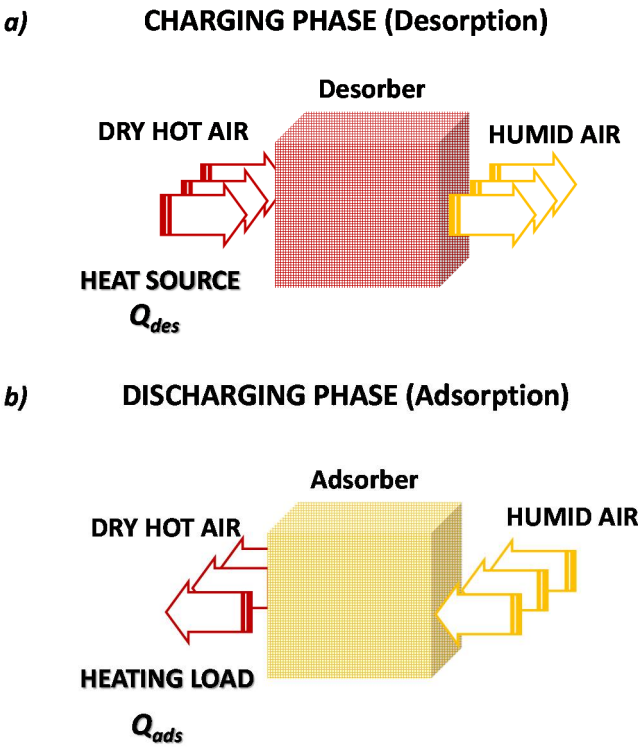 a) CHARGING PHASE (Desorption)
Desorber
DRY HOT AIR
HUMID AIR
HEAT SOURCE
Qdes
b) DISCHARGING PHASE (Adsorption)
Adsorber
DRY HOT AIR
HUMID AIR
HEATING LOAD
Qads